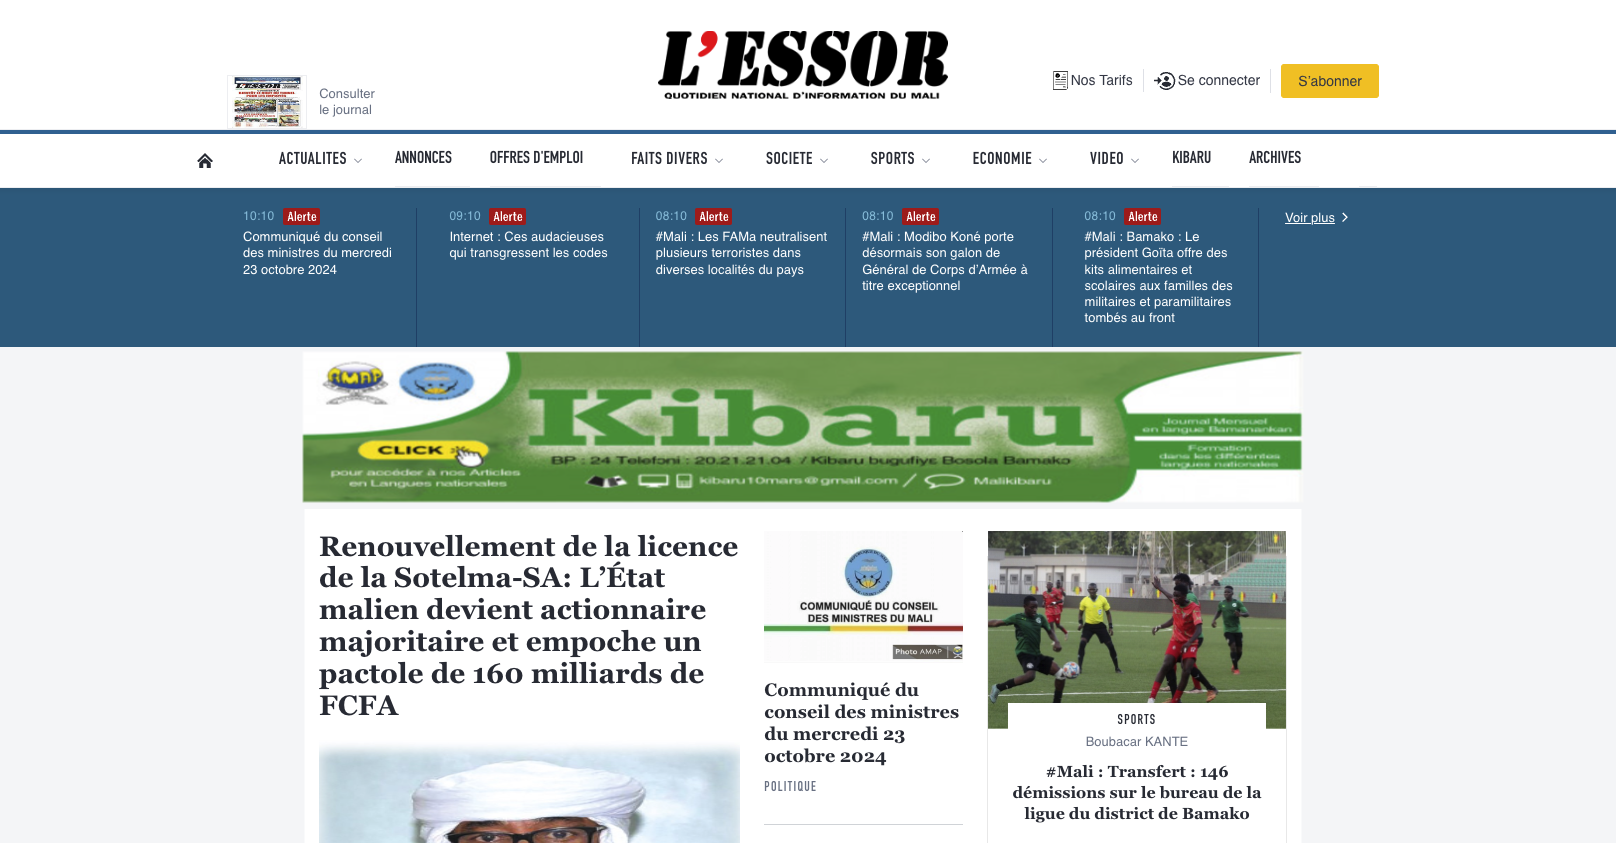 L'ESSOR
QUOTIDIEN NATIONAL D'INFORMATION DU MALI
L'ESSOR
Consulter
le journal
Nos Tarifs
Se connecter
S'abonner
ACTUALITES
ANNONCES
OFFRES D'EMPLOI
FAITS DIVERS
SOCIETE
SPORTS
ECONOMIE
VIDEO
KIBARU
ARCHIVES
10:10 Alerte
Communiqué du conseil
des ministres du mercredi
23 octobre 2024
09:10 Alerte
Internet : Ces audacieuses
qui transgressent les codes
08:10 Alerte
#Mali : Les FAMa neutralisent
plusieurs terroristes dans
diverses localités du pays
08:10 Alerte
#Mali : Modibo Koné porte
désormais son galon de
Général de Corps d'Armée à
titre exceptionnel
08:10 Alerte
#Mali : Bamako : Le
président Goïta offre des
kits alimentaires et
scolaires aux familles des
militaires et paramilitaires
tombés au front
Voir plus
AMAP
Kibaru
CLICK
pour accéder à nos Articles
en Langues nationales
BP : 24 Telefoni : 20.21.21.04 / Kibaru bugufiyɛ Bosola Bamako
kibaru10mars@gmail.com / Malikibaru
Journal Mensuel
en langue Bamanankan
Formation
dans les différentes
langues nationales
Renouvellement de la licence
de la Sotelma-SA: L’État
malien devient actionnaire
majoritaire et empoche un
pactole de 160 milliards de
FCFA
COMMUNIQUÉ DU CONSEIL
DES MINISTRES DU MALI
Photo AMAP
Communiqué du
conseil des ministres
du mercredi 23
octobre 2024
POLITIQUE
SPORTS
Boubacar KANTE
#Mali : Transfert : 146
démissions sur le bureau de la
ligue du district de Bamako